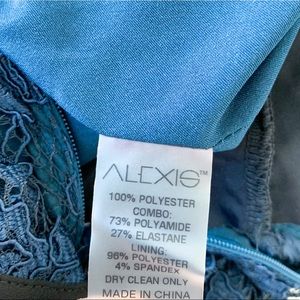 ALEXIS™
100% POLYESTER
COMBO:
73% POLYAMIDE
27% ELASTANE
LINING:
96% POLYESTER
4% SPANDEX
DRY CLEAN ONLY
MADE IN CHINA